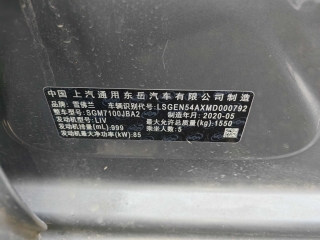 中国 上汽通用东岳汽车有限公司制造
品牌:雪佛兰 车辆识别代号:LSGEN54AXMD000792
整车型号:SGM7100JBA2 制造年月:2020-05
发动机型号:LIV 最大允许总质量(kg):1550
发动机排量(mL):999 乘坐人数:5
发动机最大净功率(kW):85